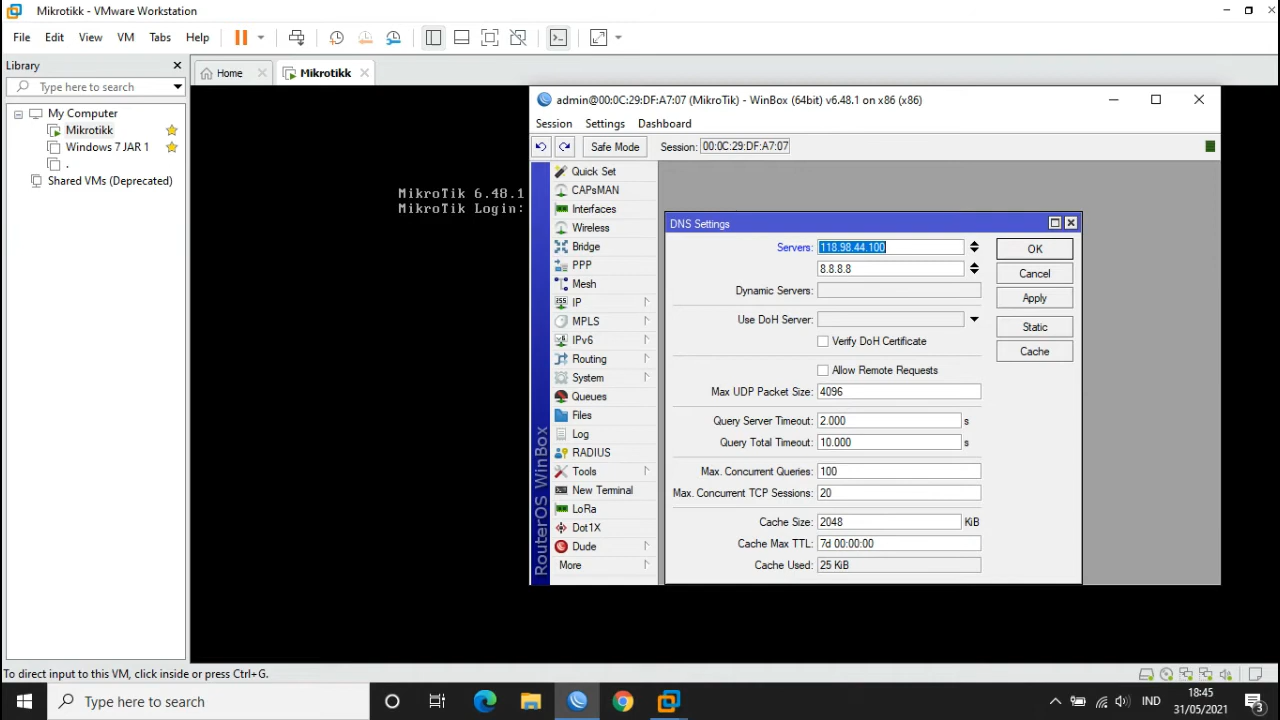 Mikrotikk - VMware Workstation
File Edit View VM Tabs Help
Library
Type here to search
My Computer
Mikrotikk
Windows 7 JAR 1
.
Shared VMs (Deprecated)
Home
Mikrotikk
MikroTik 6.48.1
MikroTik Login:
admin@00:0C:29:DF:A7:07 (MikroTik) - WinBox (64bit) v6.48.1 on x86 (x86)
Session Settings Dashboard
Safe Mode Session: 00:0C:29:DF:A7:07
RouterOS WinBox
Quick Set
CAPsMAN
Interfaces
Wireless
Bridge
PPP
Mesh
IP
MPLS
IPv6
Routing
System
Queues
Files
Log
RADIUS
Tools
New Terminal
LoRa
Dot1X
Dude
More
DNS Settings
Servers: 118.98.44.100
8.8.8.8
Dynamic Servers:
Use DoH Server:
Verify DoH Certificate
Allow Remote Requests
Max UDP Packet Size: 4096
Query Server Timeout: 2.000 s
Query Total Timeout: 10.000 s
Max. Concurrent Queries: 100
Max. Concurrent TCP Sessions: 20
Cache Size: 2048 KiB
Cache Max TTL: 7d 00:00:00
Cache Used: 25 KiB
OK
Cancel
Apply
Static
Cache
To direct input to this VM, click inside or press Ctrl+G.
Type here to search
IND
18:45
31/05/2021
3